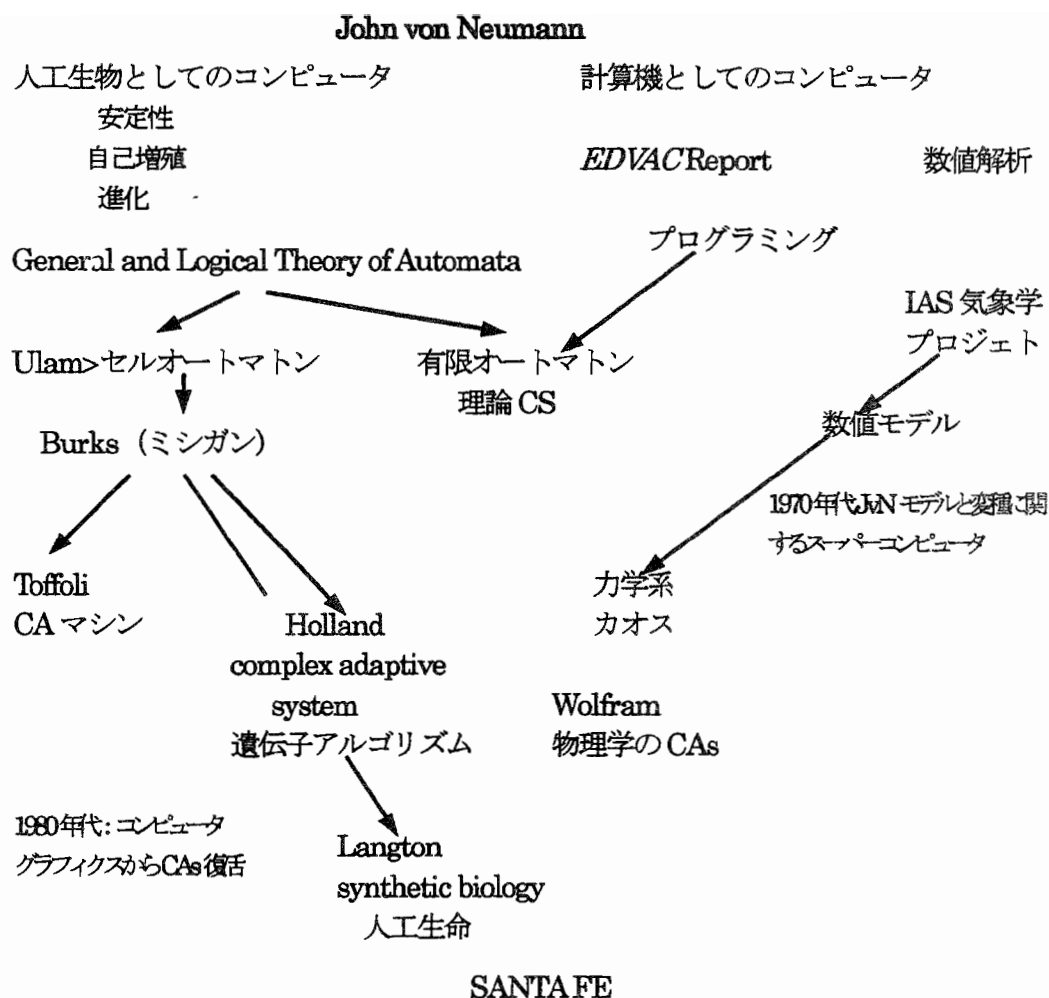 John von Neumann
人工生物としてのコンピュータ
計算機としてのコンピュータ
安定性
自己増殖
進化
EDVAC Report
数値解析
プログラミング
General and Logical Theory of Automata
IAS 気象学
プロジェト
Ulam>セルオートマトン
有限オートマトン
理論 CS
数値モデル
Burks（ミシガン）
1970年代JvNモデルと変種に関
するスーパーコンピュータ
Toffoli
CA マシン
力学系
カオス
Holland
complex adaptive
system
遺伝子アルゴリズム
Wolfram
物理学の CAs
1980年代：コンピュータ
グラフィクスからCAs復活
Langton
synthetic biology
人工生命
SANTA FE